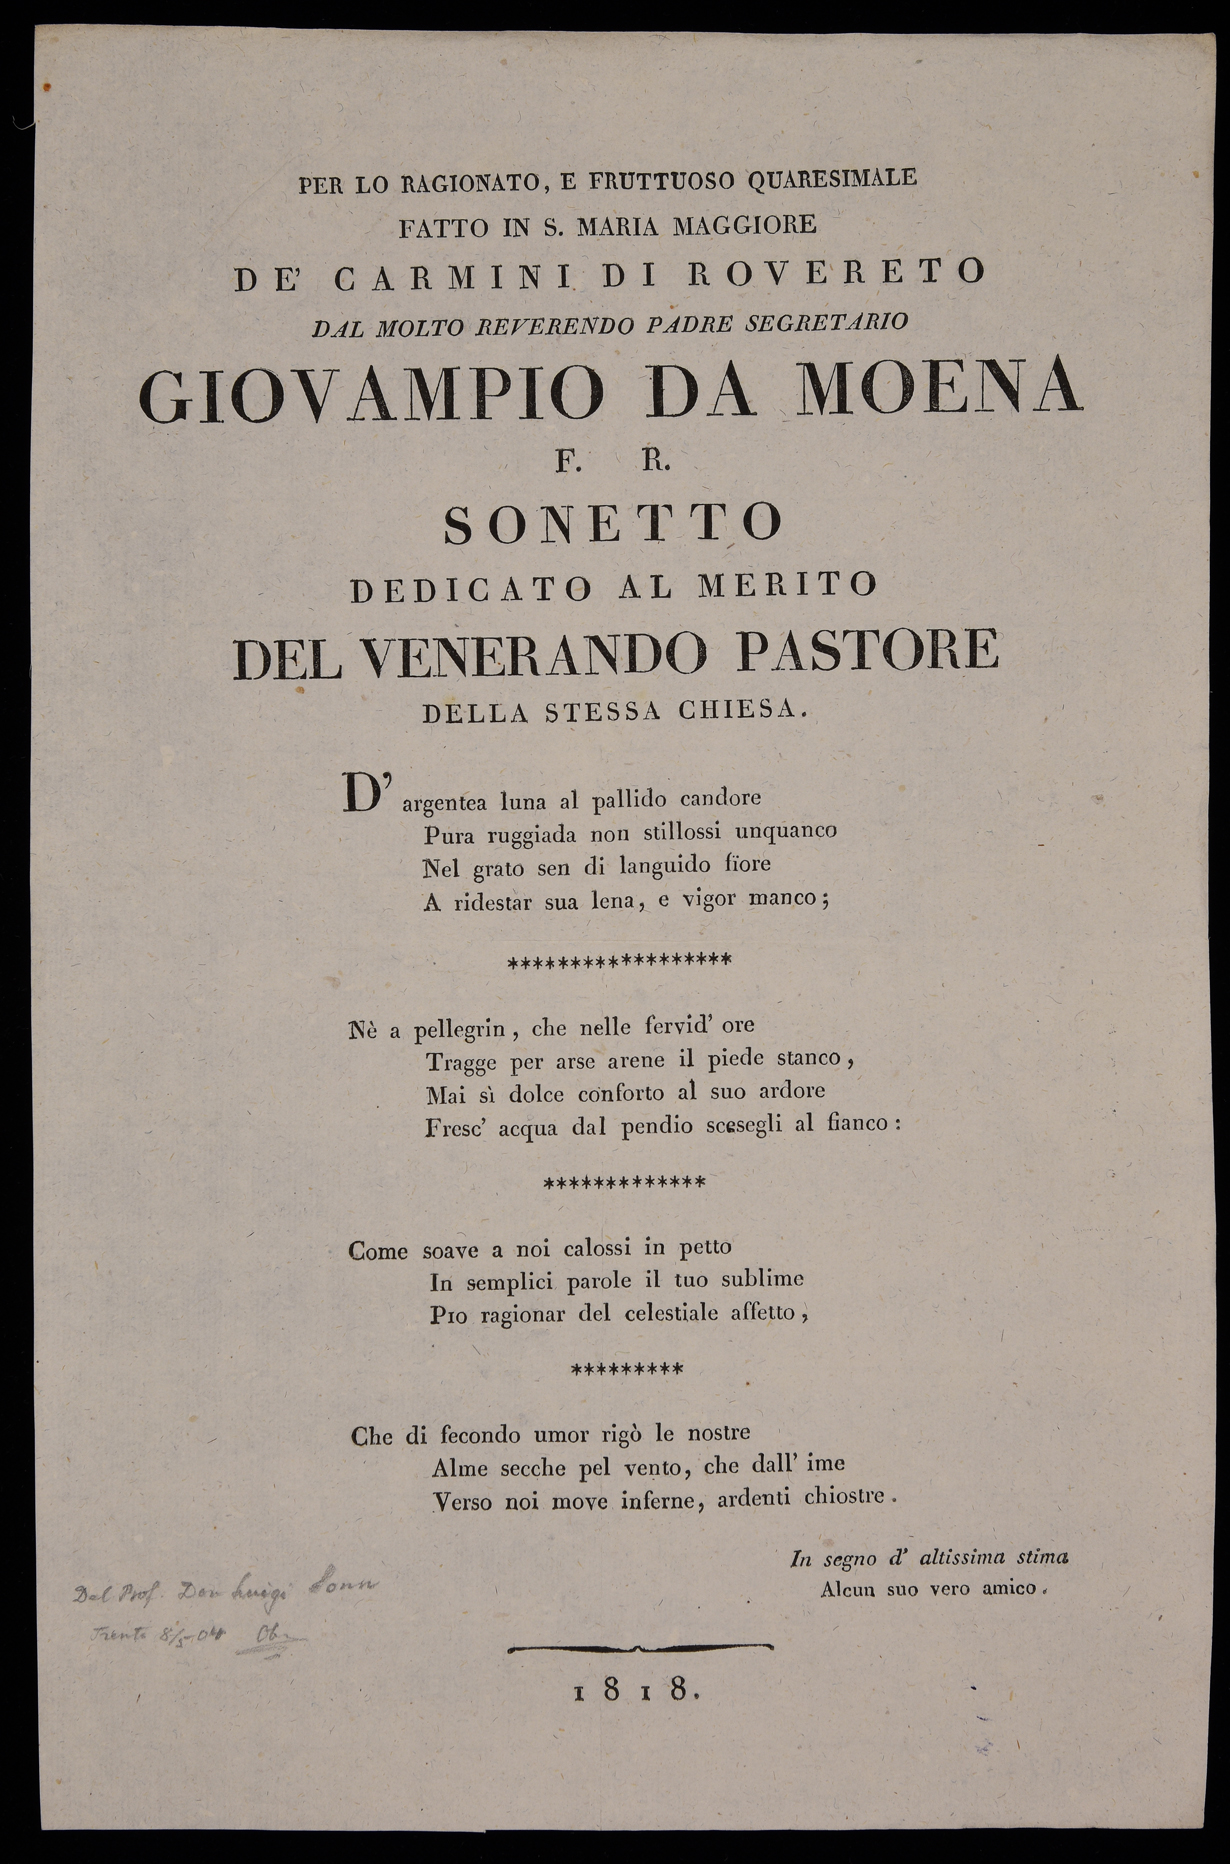 PER LO RAGIONATO, E FRUTTUOSO QUARESIMALE
FATTO IN S. MARIA MAGGIORE
DE' CARMINI DI ROVERETO
DAL MOLTO REVERENDO PADRE SEGRETARIO
GIOVAMPIO DA MOENA
F. R.
SONETTO
DEDICATO AL MERITO
DEL VENERANDO PASTORE
DELLA STESSA CHIESA.
D' argentea luna al pallido candore
Pura ruggiada non stillossi unquanco
Nel grato sen di languido fiore
A ridestar sua lena, e vigor manco;
******************
Nè a pellegrin, che nelle fervid' ore
Tragge per arse arene il piede stanco,
Mai sì dolce conforto al suo ardore
Fresc' acqua dal pendio scesegli al fianco:
*************
Come soave a noi calossi in petto
In semplici parole il tuo sublime
Pio ragionar del celestiale affetto,
*********
Che di fecondo umor rigò le nostre
Alme secche pel vento, che dall' ime
Verso noi move inferne, ardenti chiostre.
In segno d' altissima stima
Alcun suo vero amico.
Dal Prof. Don Luigi
Trento
1818.